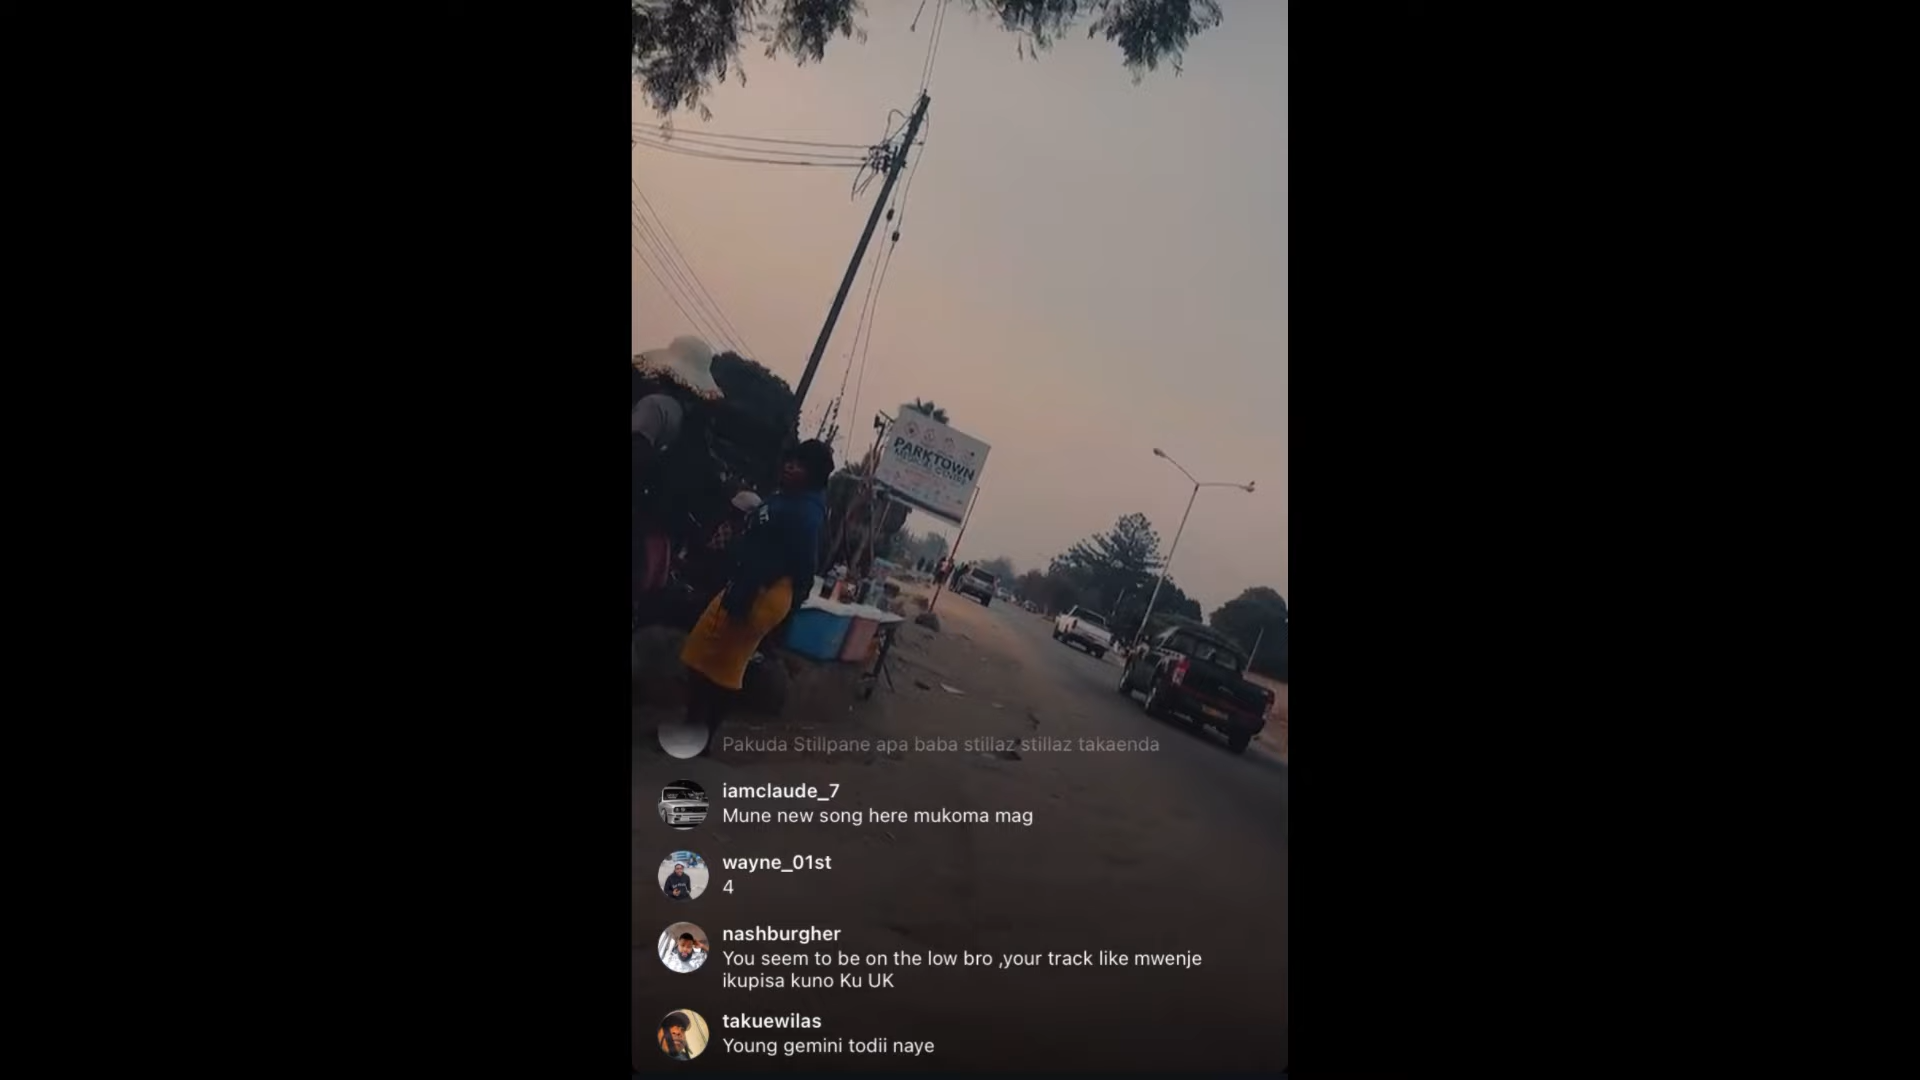 PARKTOWN
MEDICAL CENTRE
Pakuda Stillpane apa baba stillaz stillaz takaenda
iamclaude_7
Mune new song here mukoma mag
wayne_01st
4
nashburgher
You seem to be on the low bro ,your track like mwenje
ikupisa kuno Ku UK
takuewilas
Young gemini todii naye